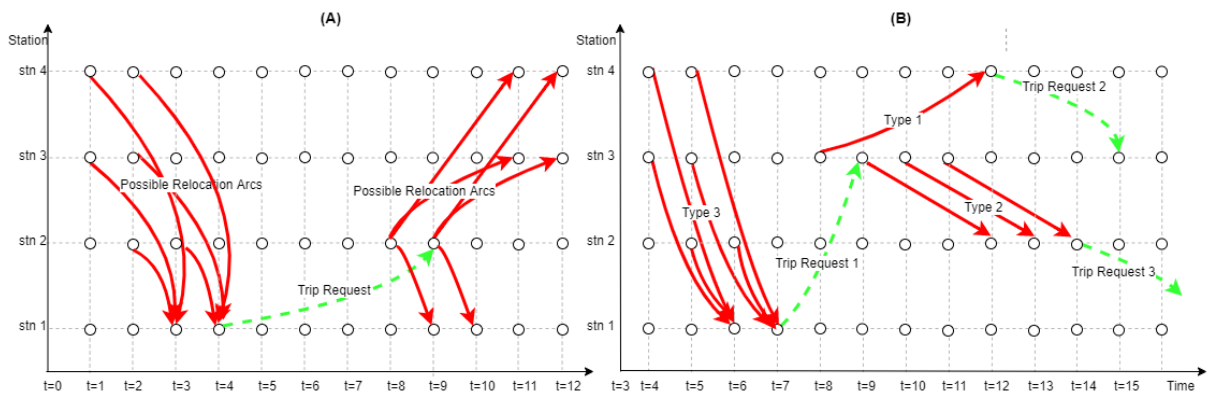 (A)
Station
stn 4
stn 3
Possible Relocation Arcs
Possible Relocation Arcs
stn 2
Trip Request
stn 1
t=0 t=1 t=2 t=3 t=4 t=5 t=6 t=7 t=8 t=9 t=10 t=11 t=12
(B)
Station
stn 4
Trip Request 2
Type 1
stn 3
Type 3
Type 2
stn 2
Trip Request 1
Trip Request 3
stn 1
t=3 t=4 t=5 t=6 t=7 t=8 t=9 t=10 t=11 t=12 t=13 t=14 t=15 Time